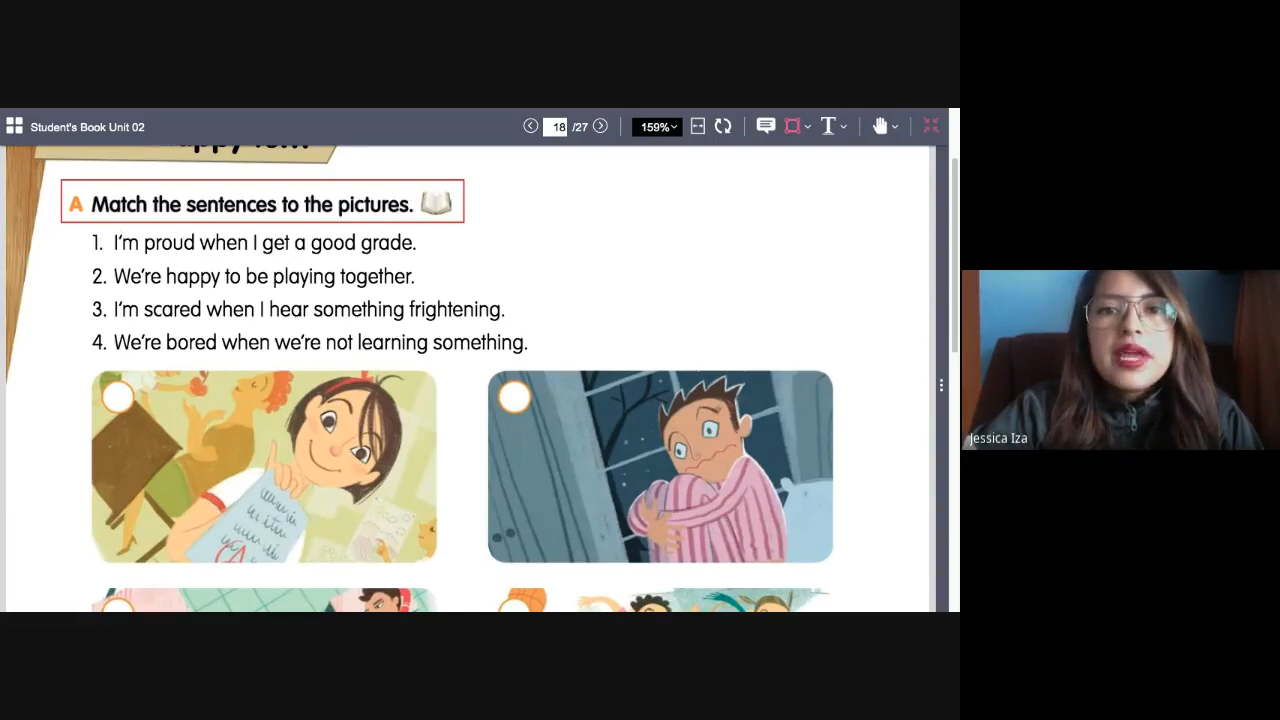 Student's Book Unit 02
18 /27
159%
T
A Match the sentences to the pictures.
1. I'm proud when I get a good grade.
2. We're happy to be playing together.
3. I'm scared when I hear something frightening.
4. We're bored when we're not learning something.
A
Jessica Iza